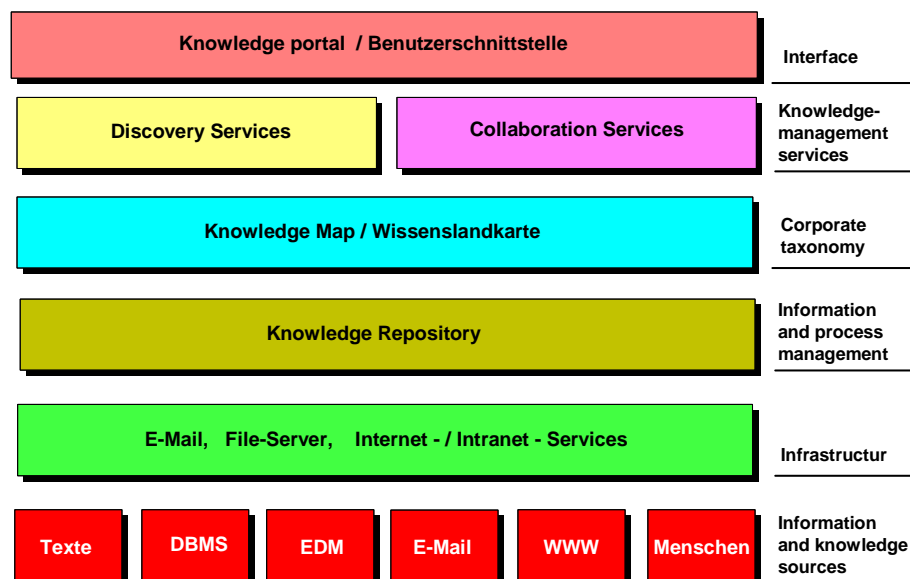 Knowledge portal / Benutzerschnittstelle
Interface
Discovery Services
Collaboration Services
Knowledge-
management
services
Knowledge Map / Wissenslandkarte
Corporate
taxonomy
Knowledge Repository
Information
and process
management
E-Mail, File-Server, Internet - / Intranet - Services
Infrastructur
Texte
DBMS
EDM
E-Mail
WWW
Menschen
Information
and knowledge
sources